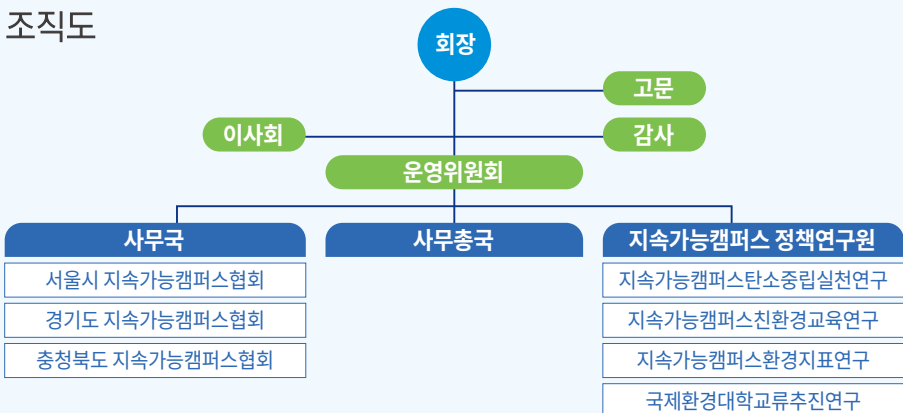 조직도
회장
고문
이사회
감사
운영위원회
사무국
서울시 지속가능캠퍼스협회
경기도 지속가능캠퍼스협회
충청북도 지속가능캠퍼스협회
사무총국
지속가능캠퍼스 정책연구원
지속가능캠퍼스탄소중립실천연구
지속가능캠퍼스친환경교육연구
지속가능캠퍼스환경지표연구
국제환경대학교류추진연구